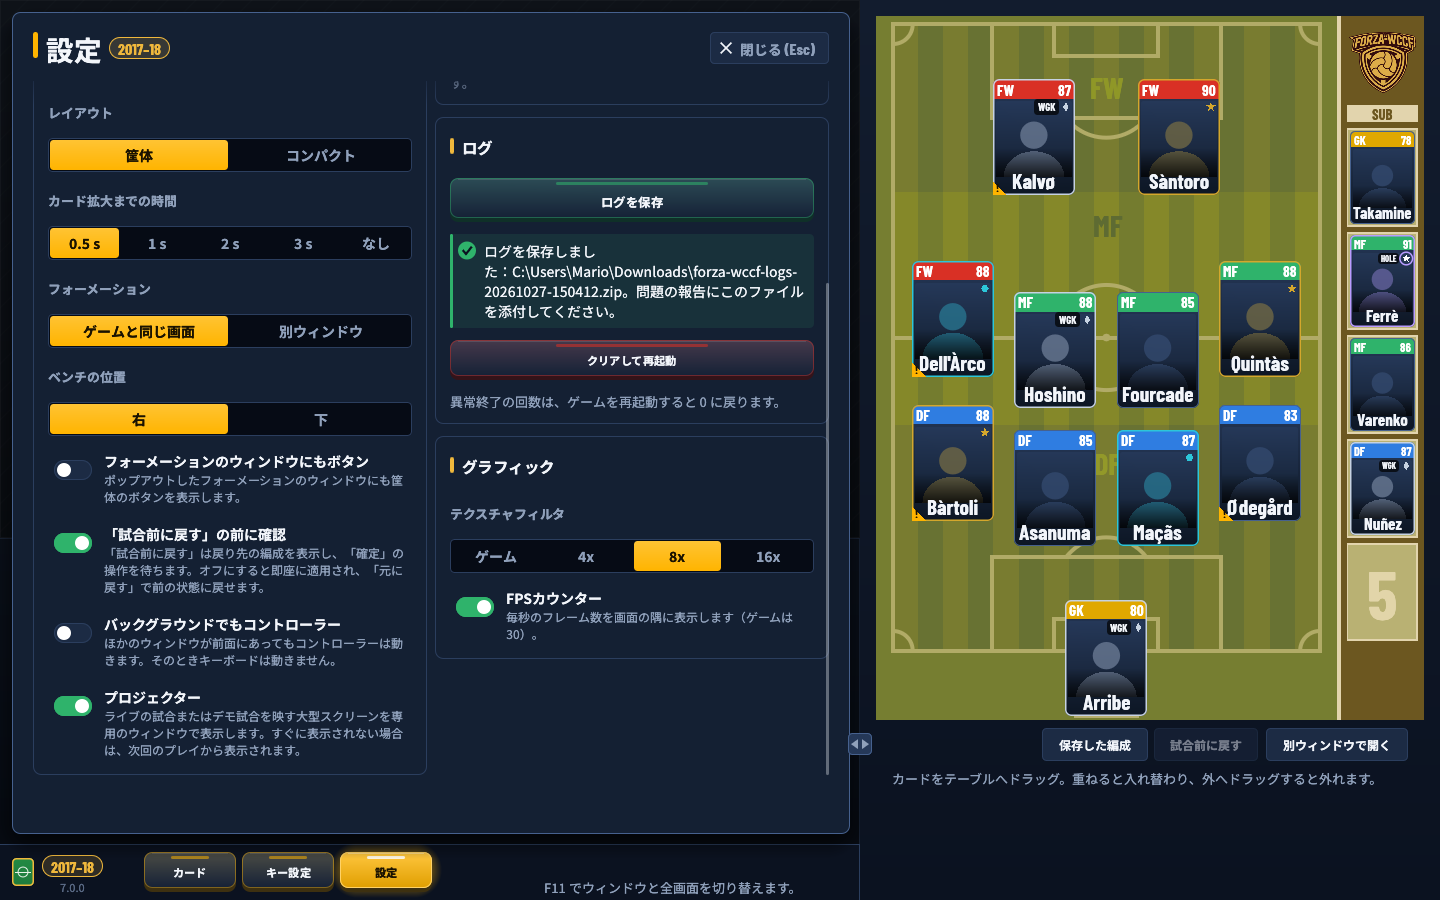 設定
2017-18
閉じる(Esc)
レイアウト
筐体
コンパクト
カード拡大までの時間
0.5 s
1 s
2 s
3 s
なし
フォーメーション
ゲームと同じ画面
別ウィンドウ
ベンチの位置
右
下
フォーメーションのウィンドウにもボタン
ポップアウトしたフォーメーションのウィンドウにも筐
体のボタンを表示します。
「試合前に戻す」の前に確認
「試合前に戻す」は戻り先の編成を表示し、「確定」の
操作を待ちます。オフにすると即座に適用され、「元に
戻す」で前の状態に戻せます。
バックグラウンドでもコントローラー
ほかのウィンドウが前面にあってもコントローラーは動
きます。そのときキーボードは動きません。
プロジェクター
ライブの試合またはデモ試合を映す大型スクリーンを専
用のウィンドウで表示します。すぐに表示されない場合
は、次回のプレイから表示されます。
ログ
ログを保存
ログを保存しまし
た：C:\Users\Mario\Downloads\forza-wccf-logs-
20261027-150412.zip。問題の報告にこのファイル
を添付してください。
クリアして再起動
異常終了の回数は、ゲームを再起動すると 0 に戻ります。
グラフィック
テクスチャフィルタ
ゲーム
4x
8x
16x
FPSカウンター
毎秒のフレーム数を画面の隅に表示します（ゲームは
30）。
2017-18
7.0.0
カード
キー設定
設定
F11 でウィンドウと全画面を切り替えます。
FW
MF
DF
FW 87
WGK
Kalvø
FW 90
Sàntoro
FW 88
Dell'Àrco
MF 88
WGK
Hoshino
MF 85
Fourcade
MF 88
Quintàs
DF 88
Bàrtoli
DF 85
Asanuma
DF 87
Maçãs
DF 83
Ødegård
GK 80
WGK
Arribe
FORZA-WCCF
SUB
GK 78
Takamine
MF 91
HOLE
Ferrè
MF 86
Varenko
DF 87
WGK
Nuñez
5
保存した編成
試合前に戻す
別ウィンドウで開く
カードをテーブルへドラッグ。重ねると入れ替わり、外へドラッグすると外れます。